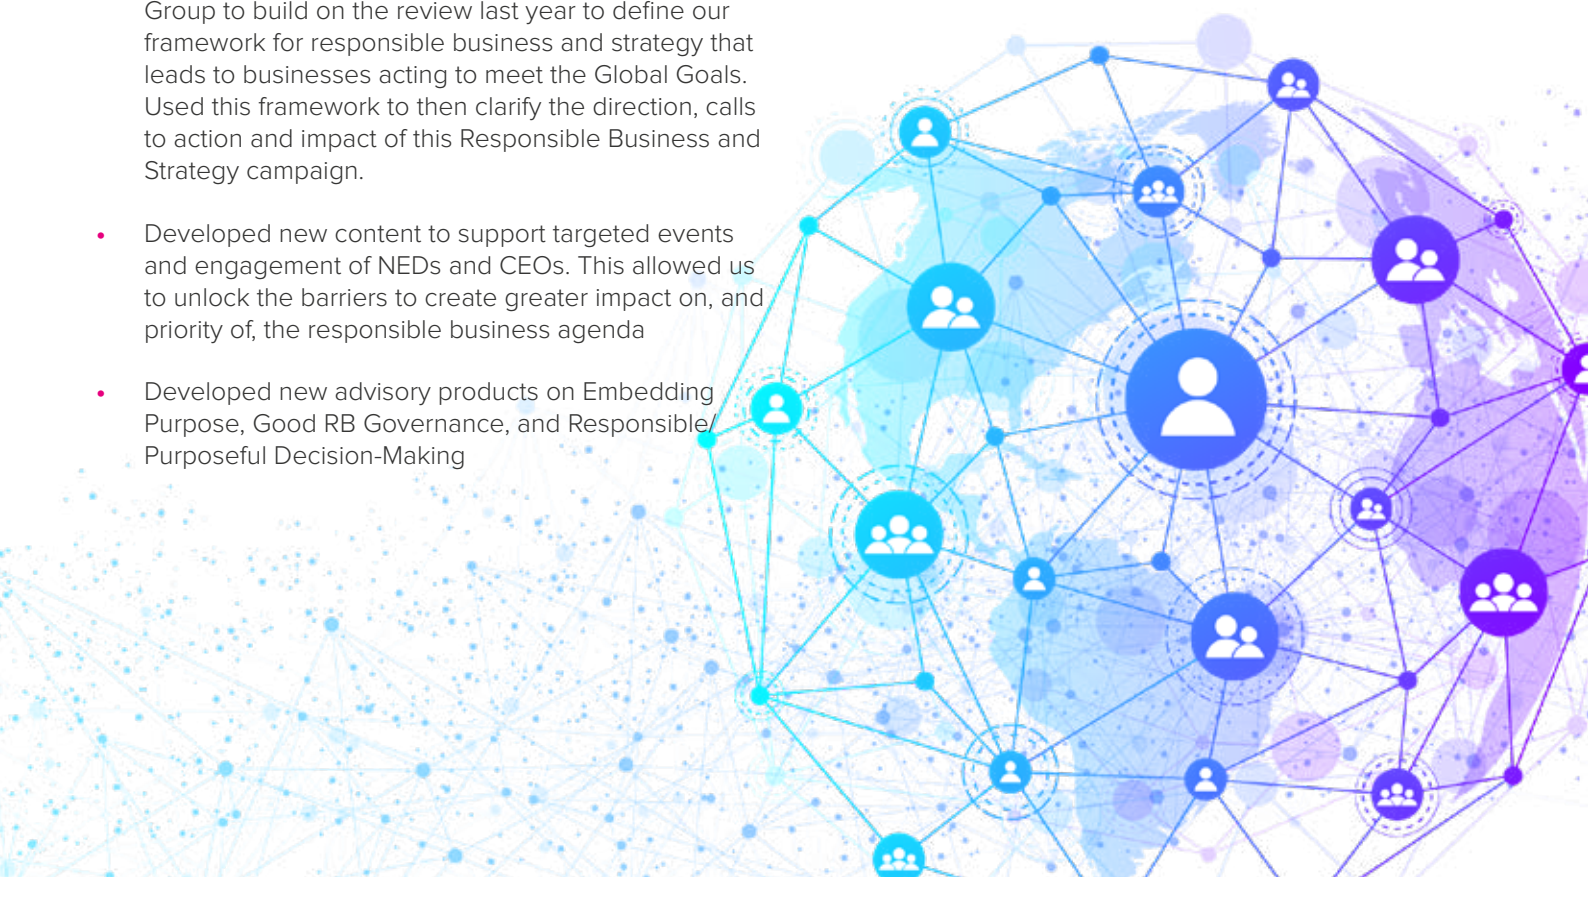 Group to build on the review last year to define our
framework for responsible business and strategy that
leads to businesses acting to meet the Global Goals.
Used this framework to then clarify the direction, calls
to action and impact of this Responsible Business and
Strategy campaign.
• Developed new content to support targeted events
and engagement of NEDs and CEOs. This allowed us
to unlock the barriers to create greater impact on, and
priority of, the responsible business agenda
• Developed new advisory products on Embedding
Purpose, Good RB Governance, and Responsible/
Purposeful Decision-Making